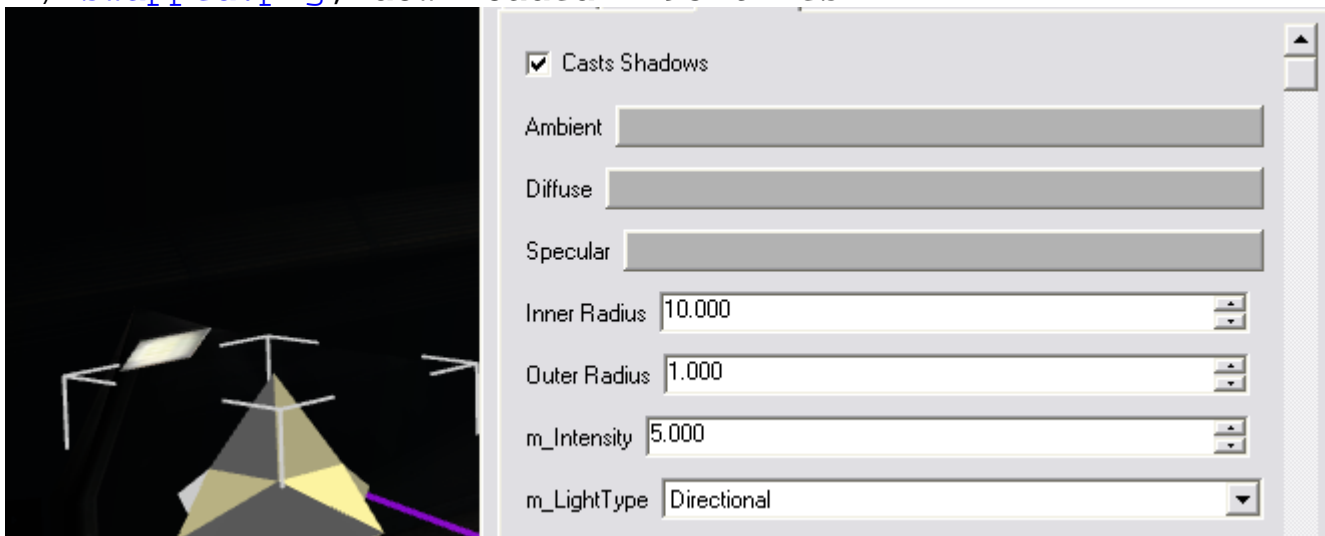 Casts Shadows
Ambient
Diffuse
Specular
Inner Radius 10.000
Outer Radius 1.000
m_Intensity 5.000
m_LightType Directional